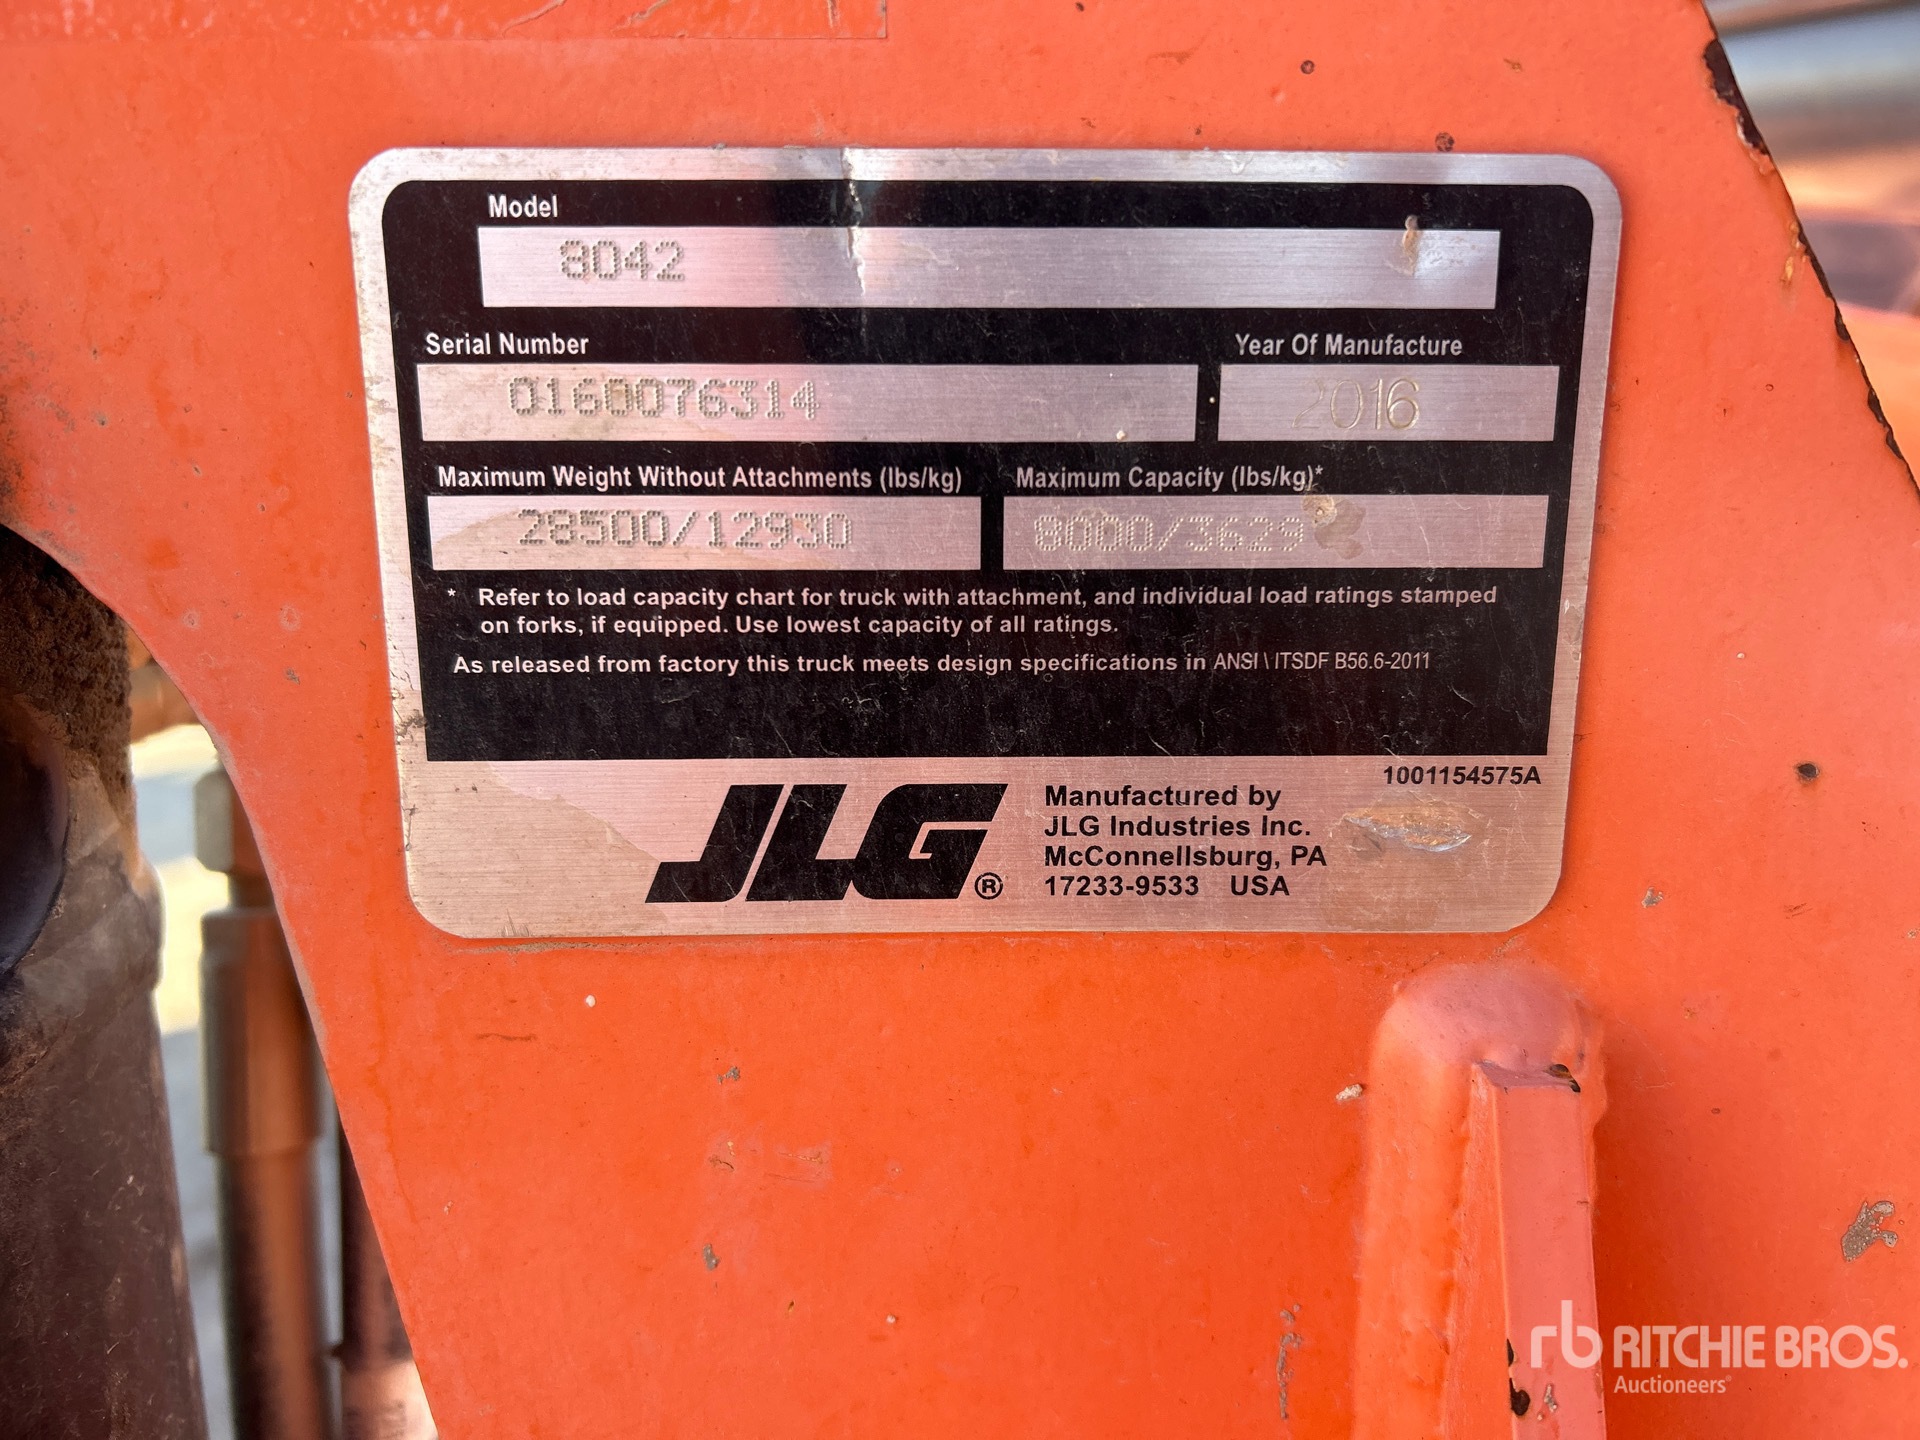 Model
8042
Serial Number Year Of Manufacture
0160076314 2016
Maximum Weight Without Attachments (lbs/kg) Maximum Capacity (lbs/kg)*
28500/12930 8000/3629
* Refer to load capacity chart for truck with attachment, and individual load ratings stamped
on forks, if equipped. Use lowest capacity of all ratings.
As released from factory this truck meets design specifications in ANSI \ ITSDF B56.6-2011
1001154575A
JLG®
Manufactured by
JLG Industries Inc.
McConnellsburg, PA
17233-9533 USA
rb RITCHIE BROS.
Auctioneers